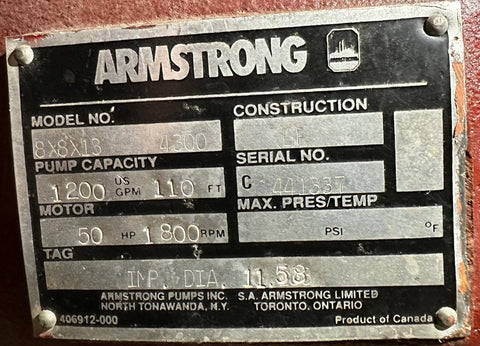 ARMSTRONG
MODEL NO. CONSTRUCTION
8X8X13 4300
PUMP CAPACITY SERIAL NO.
1200 US GPM 110 FT C 441337
MOTOR MAX. PRES/TEMP
50 HP 1800 RPM PSI °F
TAG
IMP. DIA. 11.58
ARMSTRONG PUMPS INC. S.A. ARMSTRONG LIMITED
NORTH TONAWANDA, N.Y. TORONTO, ONTARIO
406912-000 Product of Canada